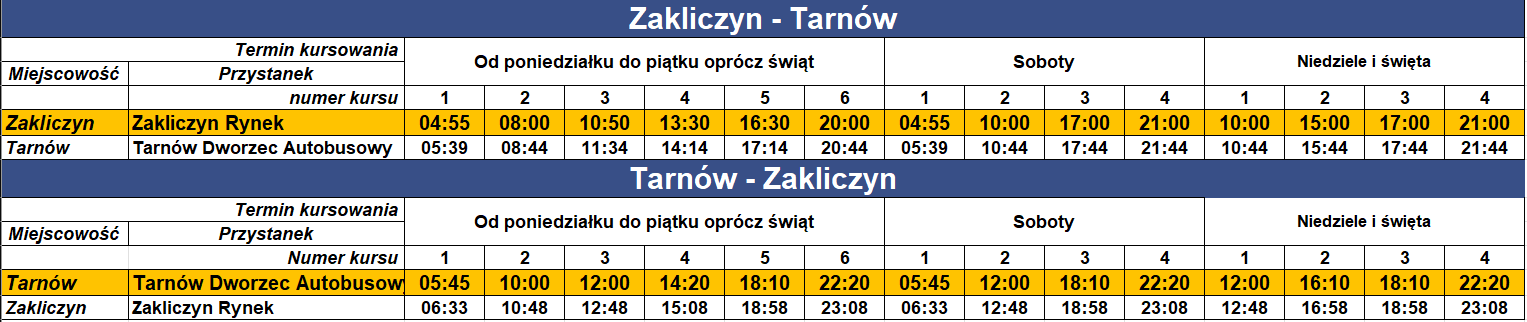 Zakliczyn - Tarnów
Termin kursowania Od poniedziałku do piątku oprócz świąt Soboty Niedziele i święta
Miejscowość Przystanek
numer kursu 1 2 3 4 5 6 1 2 3 4 1 2 3 4
Zakliczyn Zakliczyn Rynek 04:55 08:00 10:50 13:30 16:30 20:00 04:55 10:00 17:00 21:00 10:00 15:00 17:00 21:00
Tarnów Tarnów Dworzec Autobusowy 05:39 08:44 11:34 14:14 17:14 20:44 05:39 10:44 17:44 21:44 10:44 15:44 17:44 21:44
Tarnów - Zakliczyn
Termin kursowania Od poniedziałku do piątku oprócz świąt Soboty Niedziele i święta
Miejscowość Przystanek
Numer kursu 1 2 3 4 5 6 1 2 3 4 1 2 3 4
Tarnów Tarnów Dworzec Autobusowy 05:45 10:00 12:00 14:20 18:10 22:20 05:45 12:00 18:10 22:20 12:00 16:10 18:10 22:20
Zakliczyn Zakliczyn Rynek 06:33 10:48 12:48 15:08 18:58 23:08 06:33 12:48 18:58 23:08 12:48 16:58 18:58 23:08